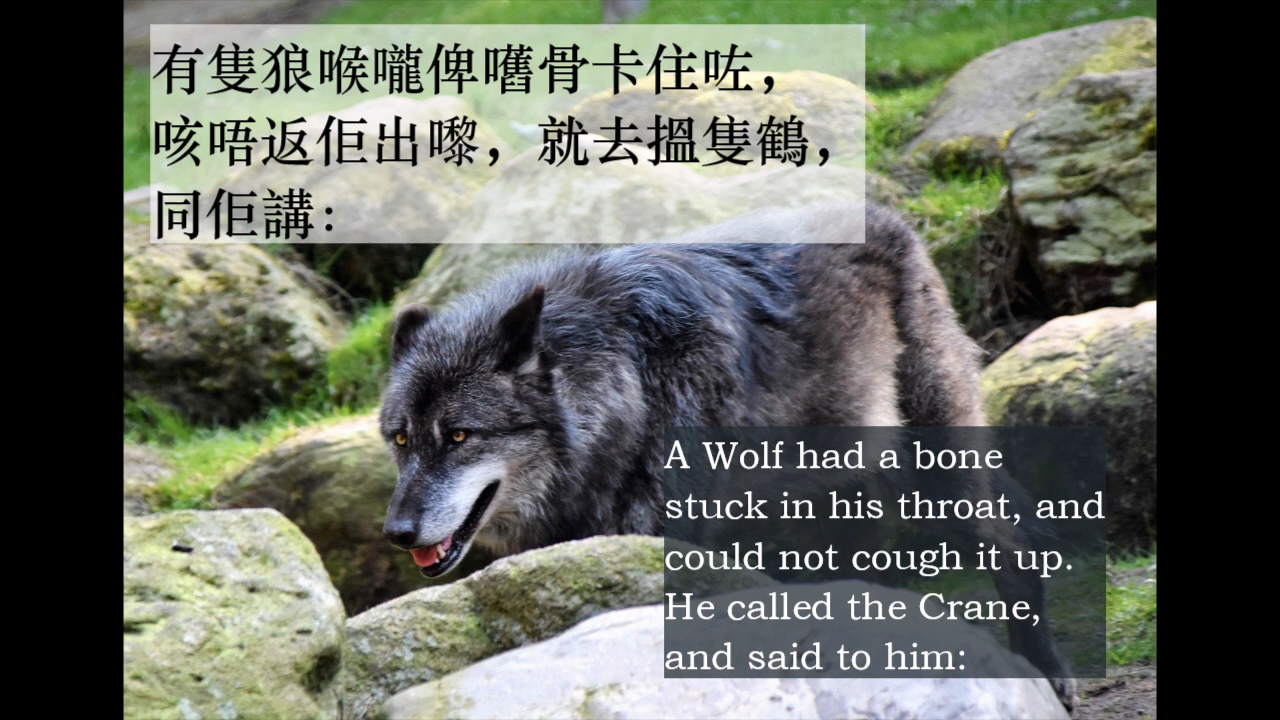 有隻狼喉嚨俾嚿骨卡住咗，
咳唔返佢出嚟，就去搵隻鶴，
同佢講：
A Wolf had a bone
stuck in his throat, and
could not cough it up.
He called the Crane,
and said to him: